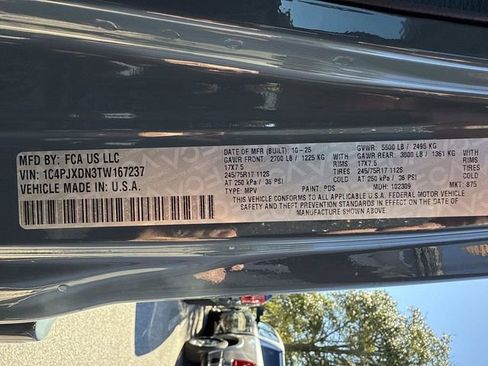 MFD BY: FCA US LLC
VIN: 1C4PJXDN3TW167237
VEHICLE MADE IN U.S.A.
DATE OF MFR (BUILT): 10-25
GAWR FRONT: 2700 LB / 1225 KG
17X7.5
245/75R17 112S
AT 250 kPa / 36 PSI
TYPE: MPV PAINT: PDS
GVWR: 5500 LB / 2495 KG
GAWR REAR: 3000 LB / 1361 KG
RIMS 17X7.5
TIRES 245/75R17 112S
COLD AT 250 kPa / 36 PSI
RIMS
TIRES
COLD
MDH: 102309 MKT: 875
THIS VEHICLE CONFORMS TO ALL APPLICABLE U.S.A. FEDERAL MOTOR VEHICLE
SAFETY AND THEFT PREVENTION STANDARDS IN EFFECT ON THE DATE OF
MANUFACTURE SHOWN ABOVE.